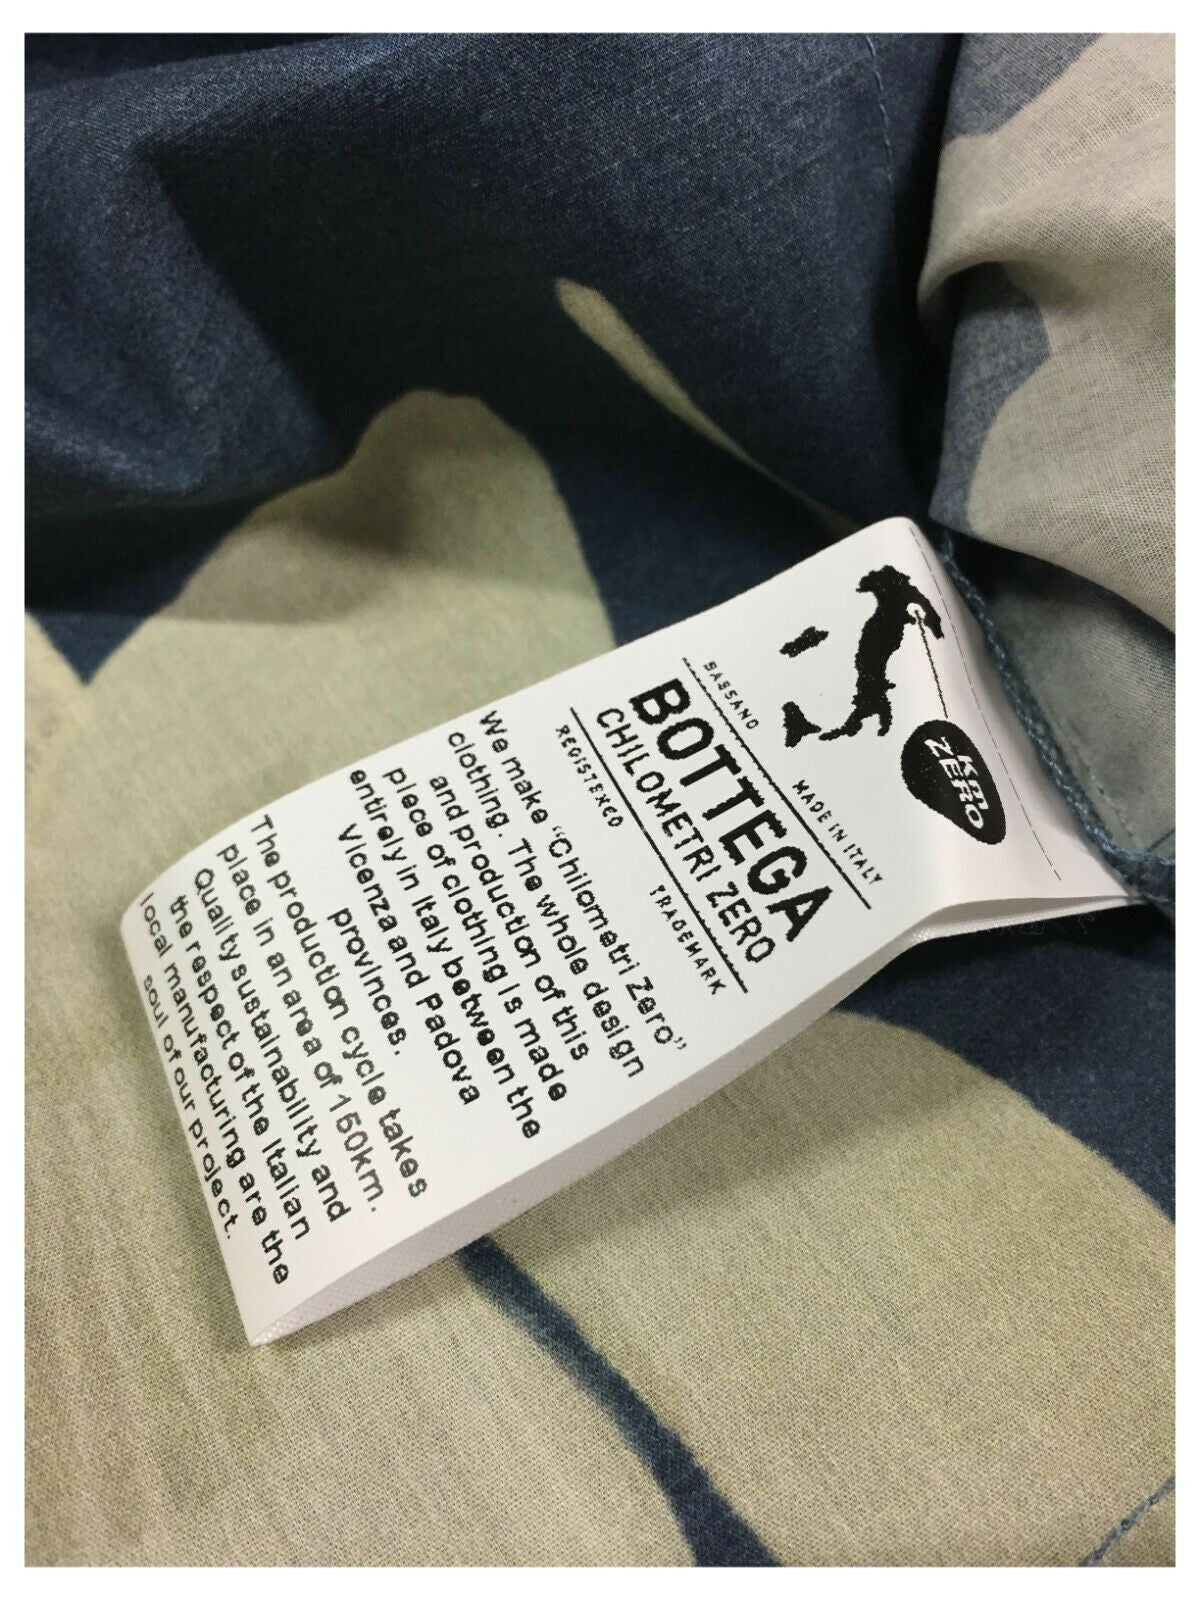 km
ZERO
BASSANO MADE IN ITALY
BOTTEGA
CHILOMETRI ZERO
REGISTERED TRADEMARK
We make "Chilometri Zero"
clothing. The whole design
and production of this
piece of clothing is made
entirely in Italy between the
Vicenza and Padova
provinces.
The production cycle takes
place in an area of 150km.
Quality sustainability and
the respect of the Italian
local manufacturing are the
soul of our project.